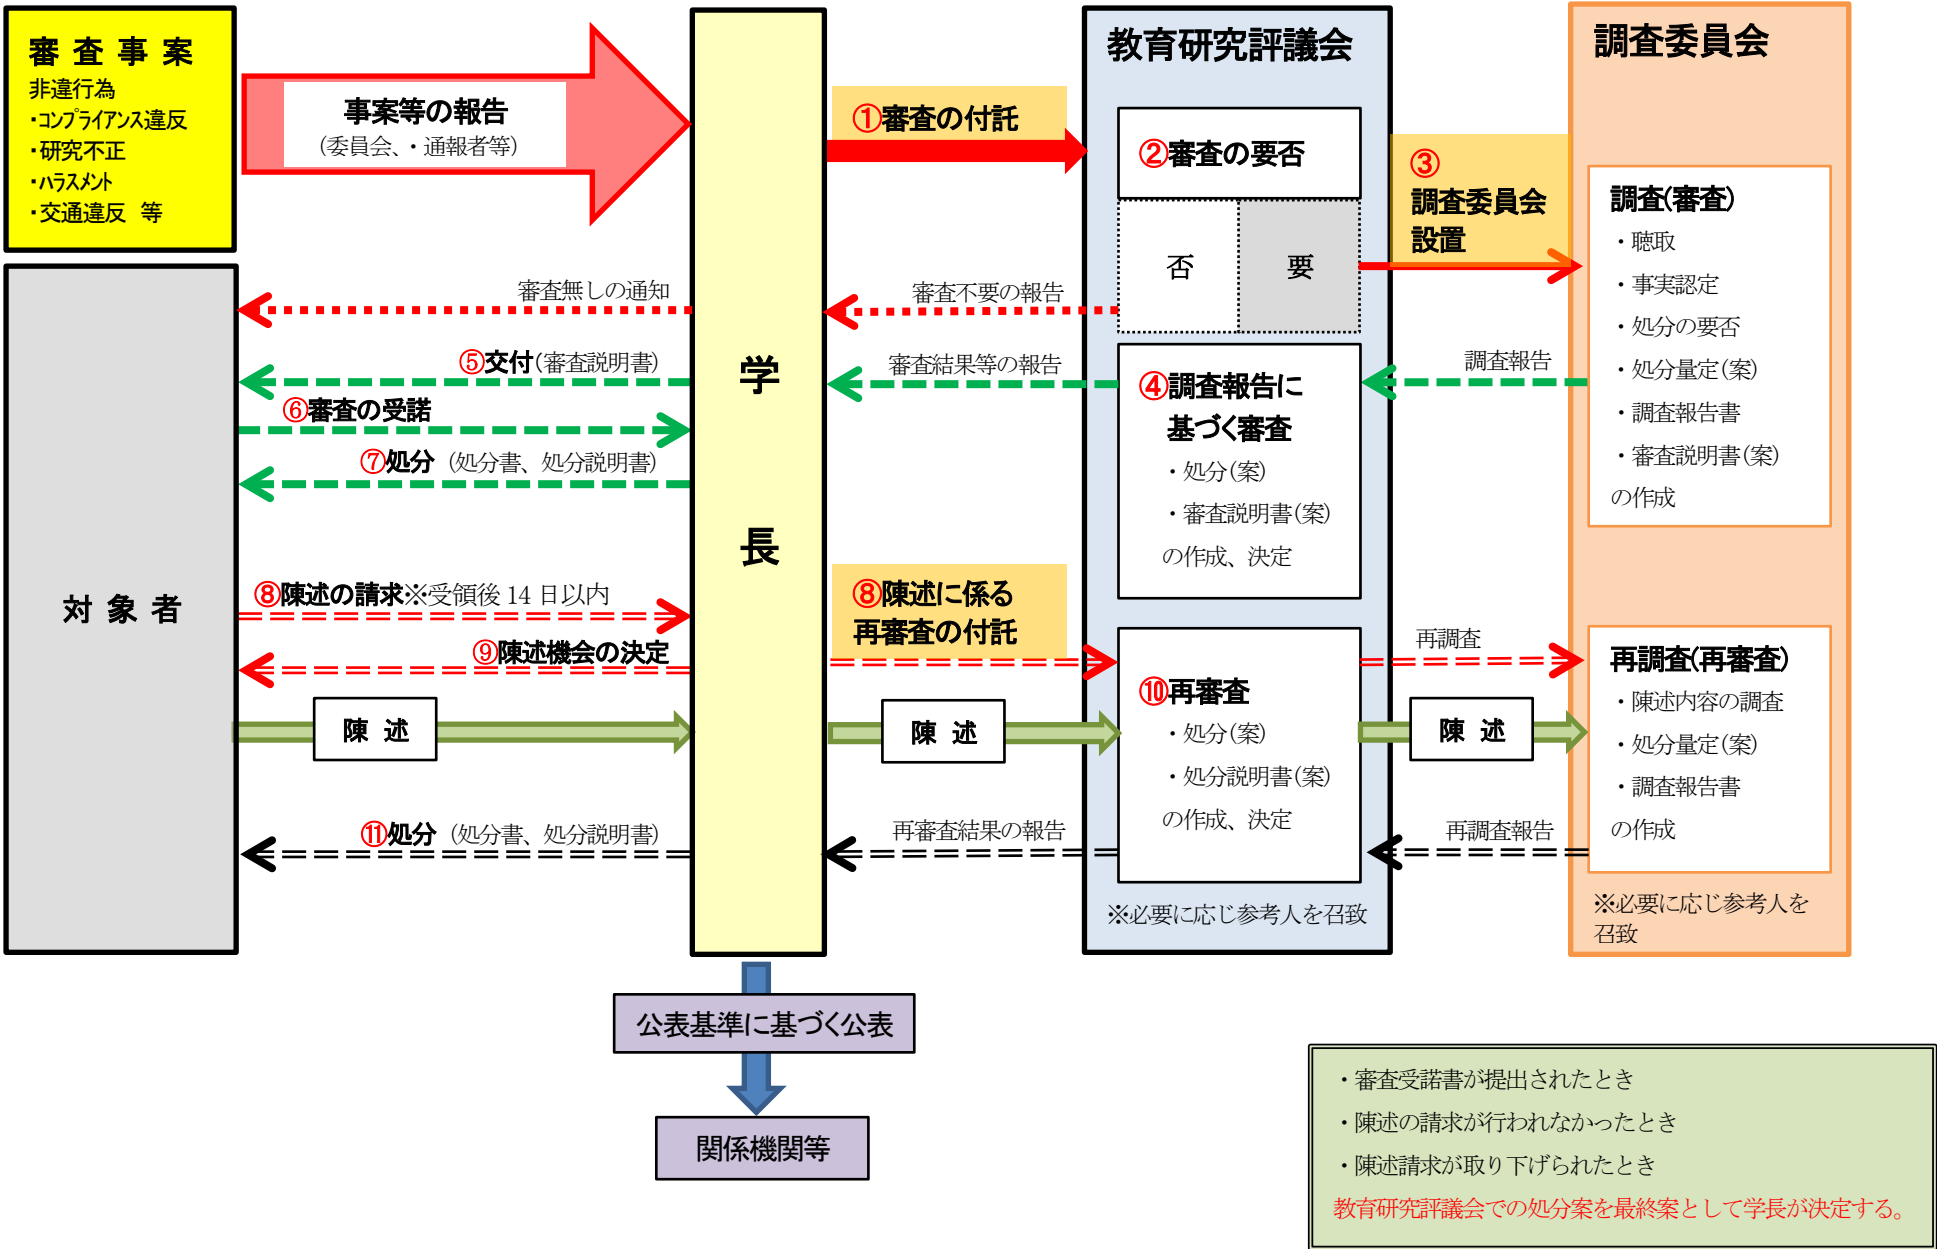 審査事案
非違行為
・コンプライアンス違反
・研究不正
・ハラスメント
・交通違反 等
対象者
事案等の報告
(委員会、・通報者等)
審査無しの通知
⑤交付(審査説明書)
⑥審査の受諾
⑦処分 (処分書、処分説明書)
⑧陳述の請求※受領後 14 日以内
⑨陳述機会の決定
陳 述
⑪処分 (処分書、処分説明書)
学
長
①審査の付託
審査不要の報告
審査結果等の報告
⑧陳述に係る
再審査の付託
陳 述
再審査結果の報告
教育研究評議会
②審査の要否
否
要
④調査報告に
基づく審査
・処分(案)
・審査説明書(案)
の作成、決定
⑩再審査
・処分(案)
・処分説明書(案)
の作成、決定
※必要に応じ参考人を召致
③
調査委員会
設置
調査報告
再調査
陳 述
再調査報告
調査委員会
調査(審査)
・聴取
・事実認定
・処分の要否
・処分量定(案)
・調査報告書
・審査説明書(案)
の作成
再調査(再審査)
・陳述内容の調査
・処分量定(案)
・調査報告書
の作成
※必要に応じ参考人を
召致
公表基準に基づく公表
関係機関等
・審査受諾書が提出されたとき
・陳述の請求が行われなかったとき
・陳述請求が取り下げられたとき
教育研究評議会での処分案を最終案として学長が決定する。